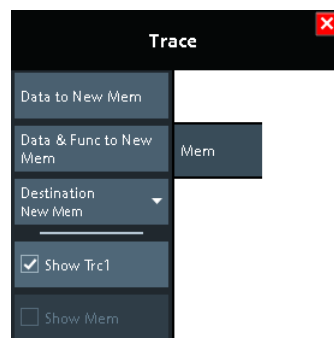 Trace
Data to New Mem
Data & Func to New
Mem
Mem
Destination
New Mem
Show Trc1
Show Mem